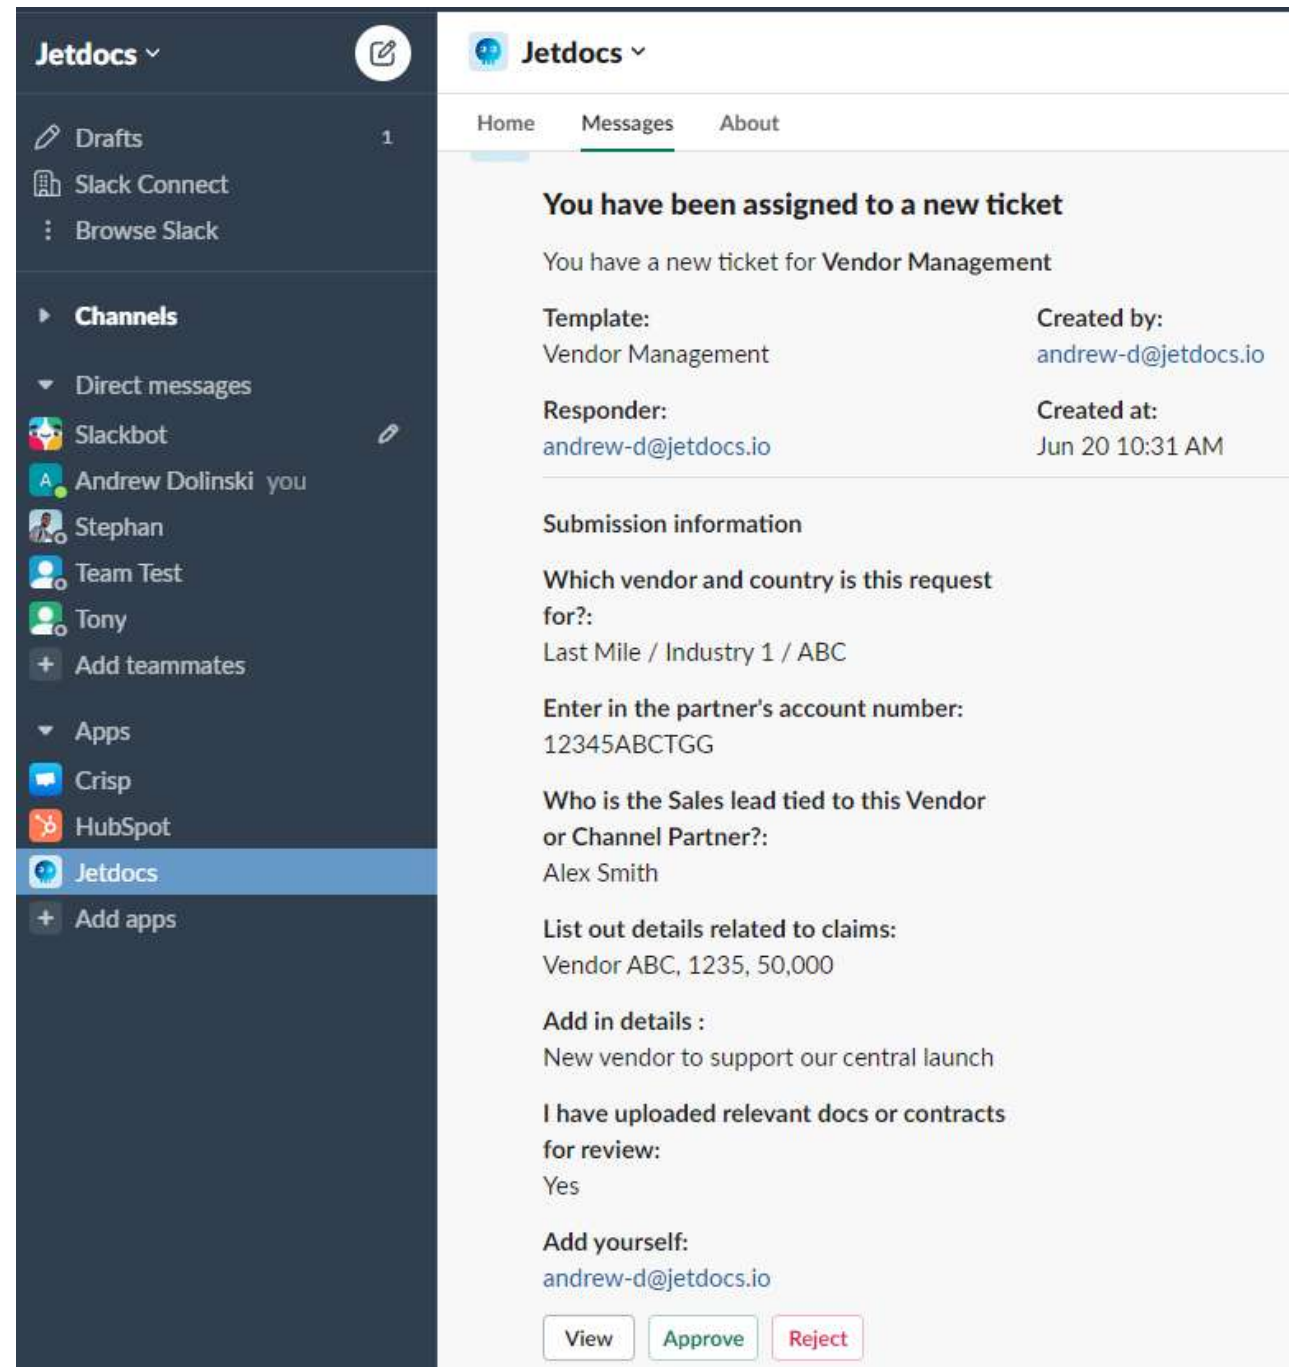 Jetdocs
Drafts 1
Slack Connect
Browse Slack
Channels
Direct messages
Slackbot
A Andrew Dolinski you
Stephan
Team Test
Tony
+ Add teammates
Apps
Crisp
HubSpot
Jetdocs
+ Add apps
Jetdocs
Home Messages About
You have been assigned to a new ticket
You have a new ticket for Vendor Management
Template: Created by:
Vendor Management andrew-d@jetdocs.io
Responder: Created at:
andrew-d@jetdocs.io Jun 20 10:31 AM
Submission information
Which vendor and country is this request
for?:
Last Mile / Industry 1 / ABC
Enter in the partner's account number:
12345ABCTGG
Who is the Sales lead tied to this Vendor
or Channel Partner?:
Alex Smith
List out details related to claims:
Vendor ABC, 1235, 50,000
Add in details :
New vendor to support our central launch
I have uploaded relevant docs or contracts
for review:
Yes
Add yourself:
andrew-d@jetdocs.io
View Approve Reject